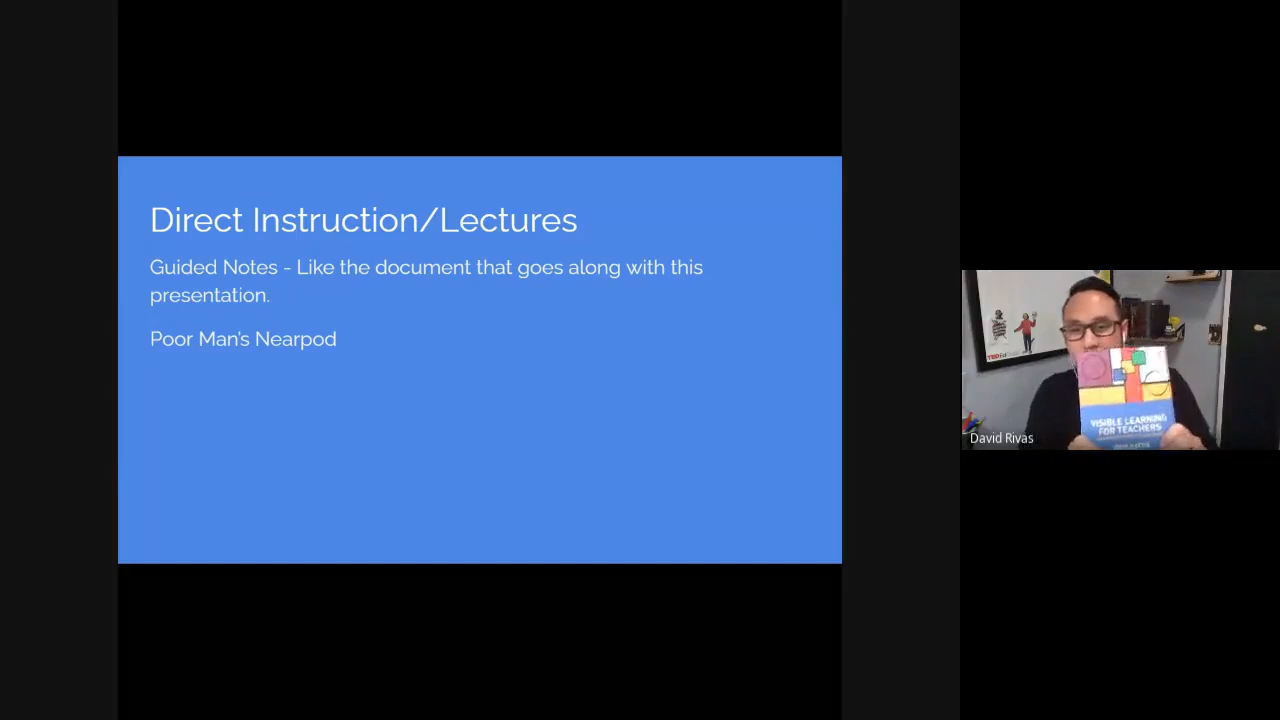 Direct Instruction/Lectures
Guided Notes - Like the document that goes along with this
presentation.
Poor Man's Nearpod
VISIBLE LEARNING
FOR TEACHERS
David Rivas